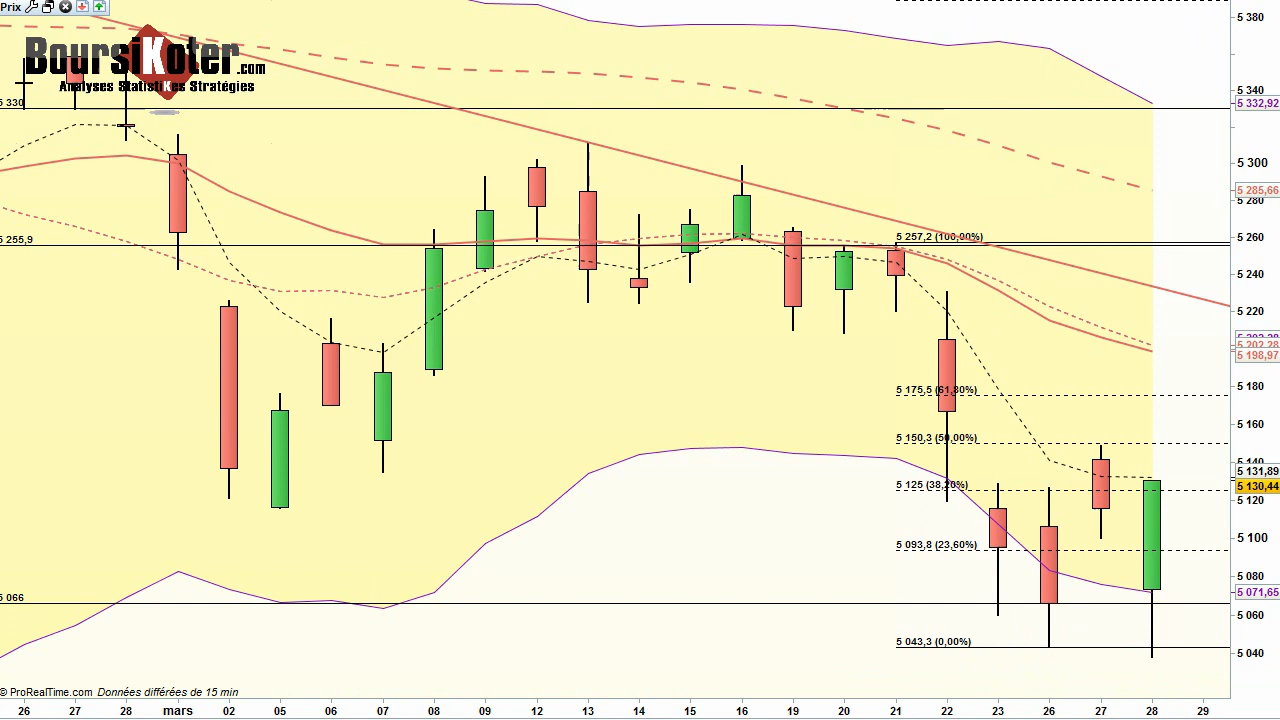 Prix
BoursiKoter.com
Analyses StatistiKes Stratégies
5 330
5 255,9
5 066
5 257,2 (100,00%)
5 175,5 (61,80%)
5 150,3 (50,00%)
5 125 (38,20%)
5 093,8 (23,60%)
5 043,3 (0,00%)
5 380
5 340
5 332,92
5 300
5 285,66
5 280
5 260
5 240
5 220
5 202,28
5 198,97
5 180
5 160
5 140
5 131,89
5 130,44
5 120
5 100
5 080
5 071,65
5 060
5 040
© ProRealTime.com Données différées de 15 min
26 27 28 mars 02 05 06 07 08 09 12 13 14 15 16 19 20 21 22 23 26 27 28 29